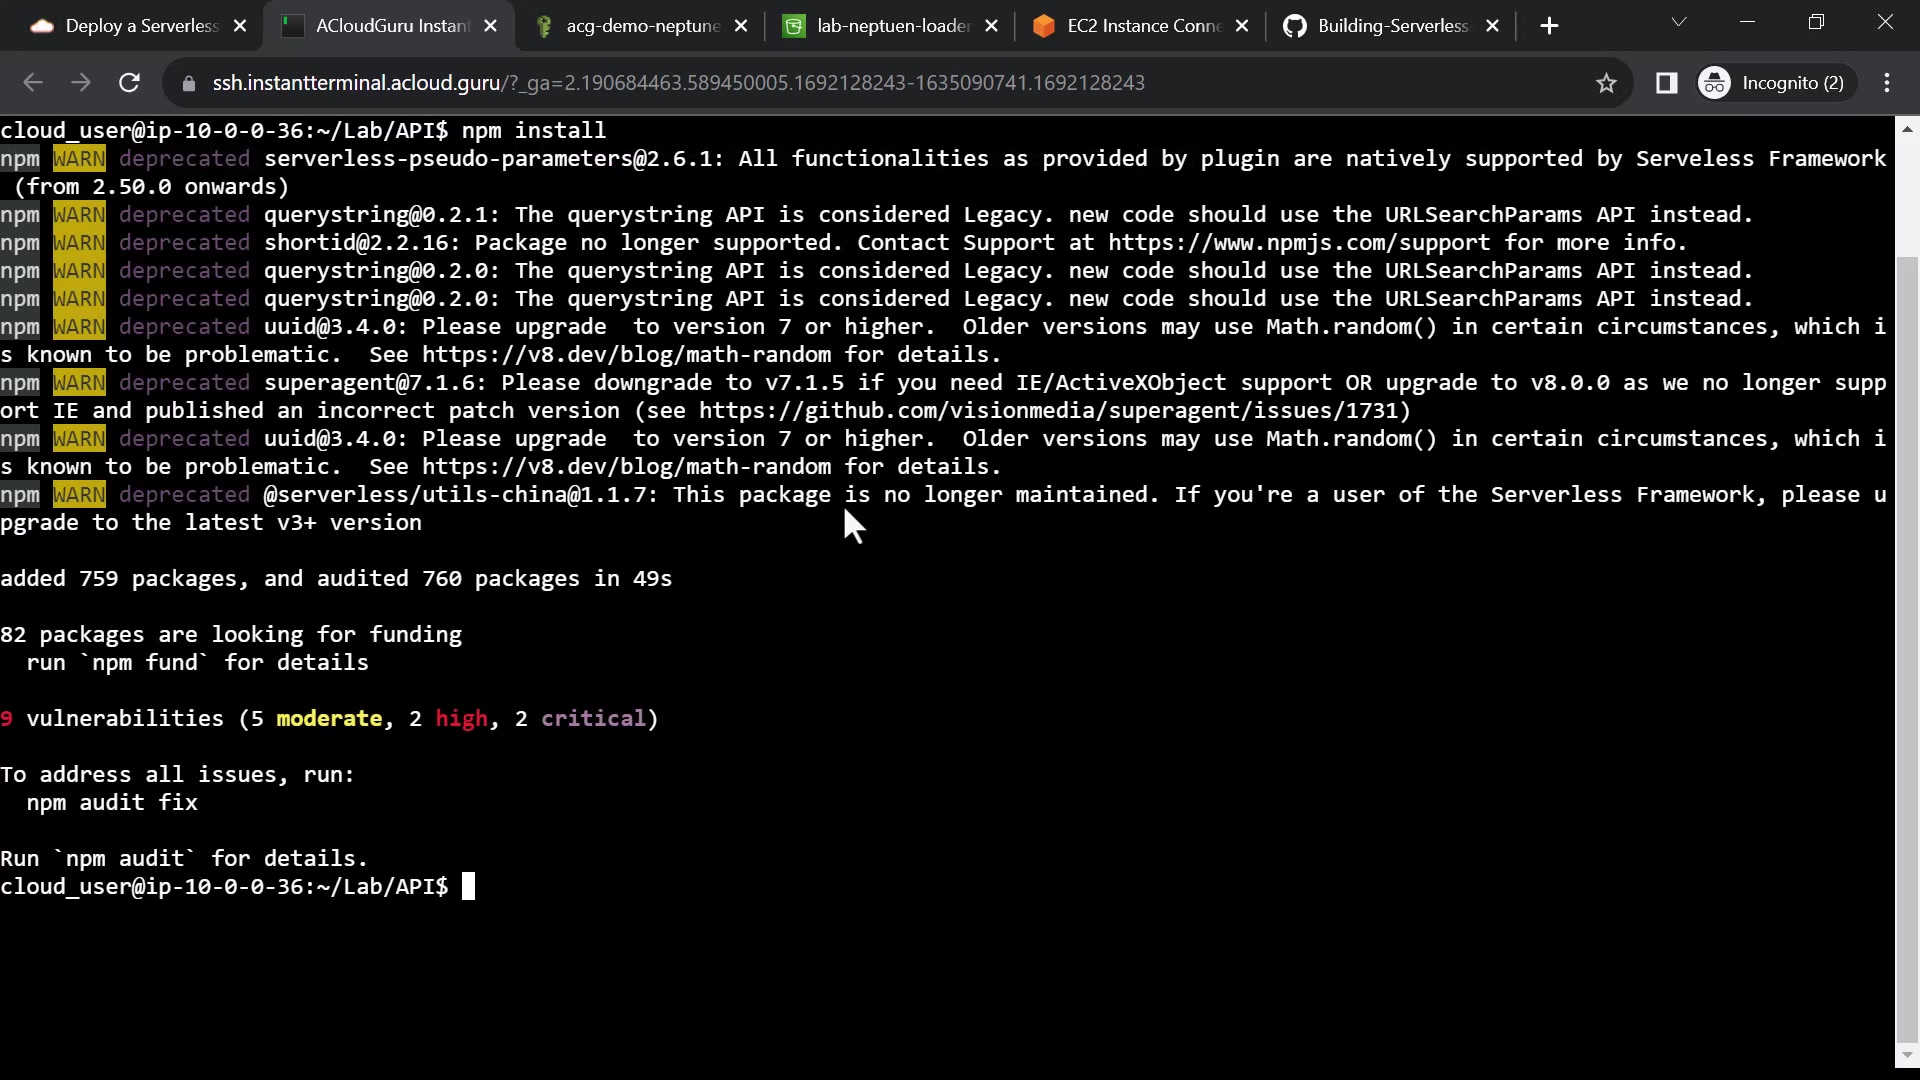 Deploy a Serverless
ACloudGuru Instant
acg-demo-neptune
lab-neptuen-loader
EC2 Instance Conne
Building-Serverless-
ssh.instantterminal.acloud.guru/?_ga=2.190684463.589450005.1692128243-1635090741.1692128243
Incognito (2)
cloud_user@ip-10-0-0-36:~/Lab/API$ npm install
npm WARN deprecated serverless-pseudo-parameters@2.6.1: All functionalities as provided by plugin are natively supported by Serveless Framework
(from 2.50.0 onwards)
npm WARN deprecated querystring@0.2.1: The querystring API is considered Legacy. new code should use the URLSearchParams API instead.
npm WARN deprecated shortid@2.2.16: Package no longer supported. Contact Support at https://www.npmjs.com/support for more info.
npm WARN deprecated querystring@0.2.0: The querystring API is considered Legacy. new code should use the URLSearchParams API instead.
npm WARN deprecated querystring@0.2.0: The querystring API is considered Legacy. new code should use the URLSearchParams API instead.
npm WARN deprecated uuid@3.4.0: Please upgrade  to version 7 or higher.  Older versions may use Math.random() in certain circumstances, which i
s known to be problematic.  See https://v8.dev/blog/math-random for details.
npm WARN deprecated superagent@7.1.6: Please downgrade to v7.1.5 if you need IE/ActiveXObject support OR upgrade to v8.0.0 as we no longer supp
ort IE and published an incorrect patch version (see https://github.com/visionmedia/superagent/issues/1731)
npm WARN deprecated uuid@3.4.0: Please upgrade  to version 7 or higher.  Older versions may use Math.random() in certain circumstances, which i
s known to be problematic.  See https://v8.dev/blog/math-random for details.
npm WARN deprecated @serverless/utils-china@1.1.7: This package is no longer maintained. If you're a user of the Serverless Framework, please u
pgrade to the latest v3+ version
added 759 packages, and audited 760 packages in 49s
82 packages are looking for funding
run `npm fund` for details
9 vulnerabilities (5 moderate, 2 high, 2 critical)
To address all issues, run:
npm audit fix
Run `npm audit` for details.
cloud_user@ip-10-0-0-36:~/Lab/API$